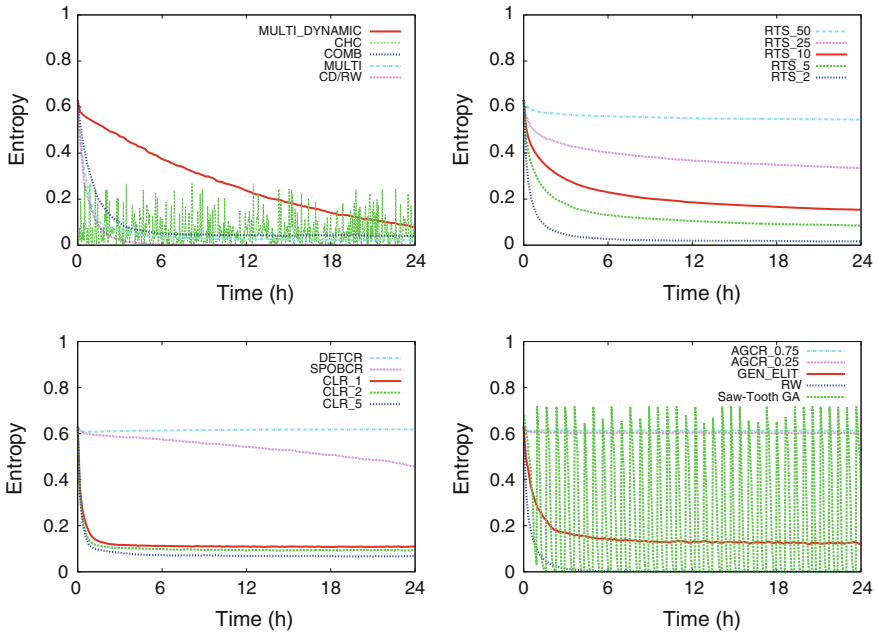 1
0.8
0.6
0.4
0.2
0
Entropy
0
6
12
18
24
Time (h)
MULTI_DYNAMIC
CHC
COMB
MULTI
CD/RW
1
0.8
0.6
0.4
0.2
0
Entropy
0
6
12
18
24
Time (h)
RTS_50
RTS_25
RTS_10
RTS_5
RTS_2
1
0.8
0.6
0.4
0.2
0
Entropy
0
6
12
18
24
Time (h)
DETCR
SPOBCR
CLR_1
CLR_2
CLR_5
1
0.8
0.6
0.4
0.2
0
Entropy
0
6
12
18
24
Time (h)
AGCR_0.75
AGCR_0.25
GEN_ELIT
RW
Saw-Tooth GA